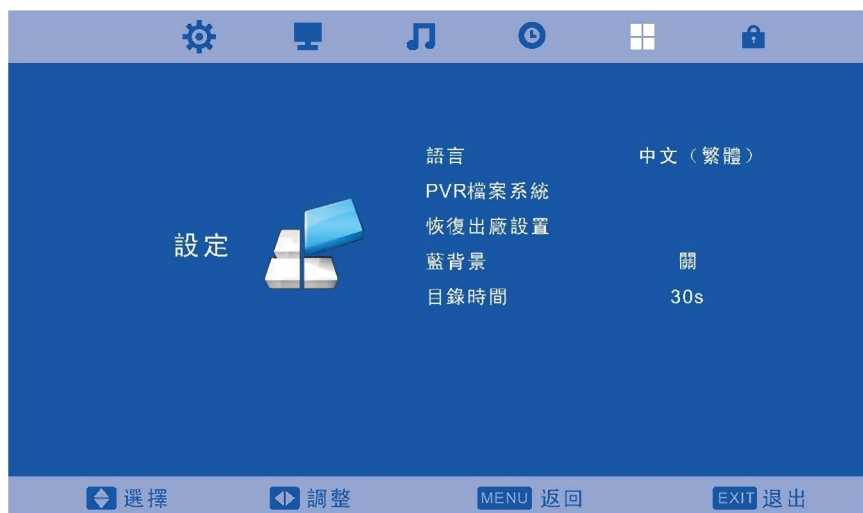 語言 中文（繁體）
PVR檔案系統
恢復出廠設置
設定
藍背景 關
目錄時間 30s
選擇 調整 MENU 返回 EXIT 退出